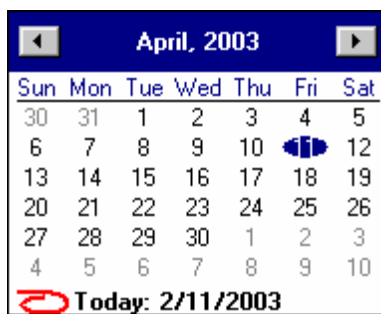 April, 2003
Sun Mon Tue Wed Thu Fri Sat
30 31 1 2 3 4 5
6 7 8 9 10 11 12
13 14 15 16 17 18 19
20 21 22 23 24 25 26
27 28 29 30 1 2 3
4 5 6 7 8 9 10
Today: 2/11/2003